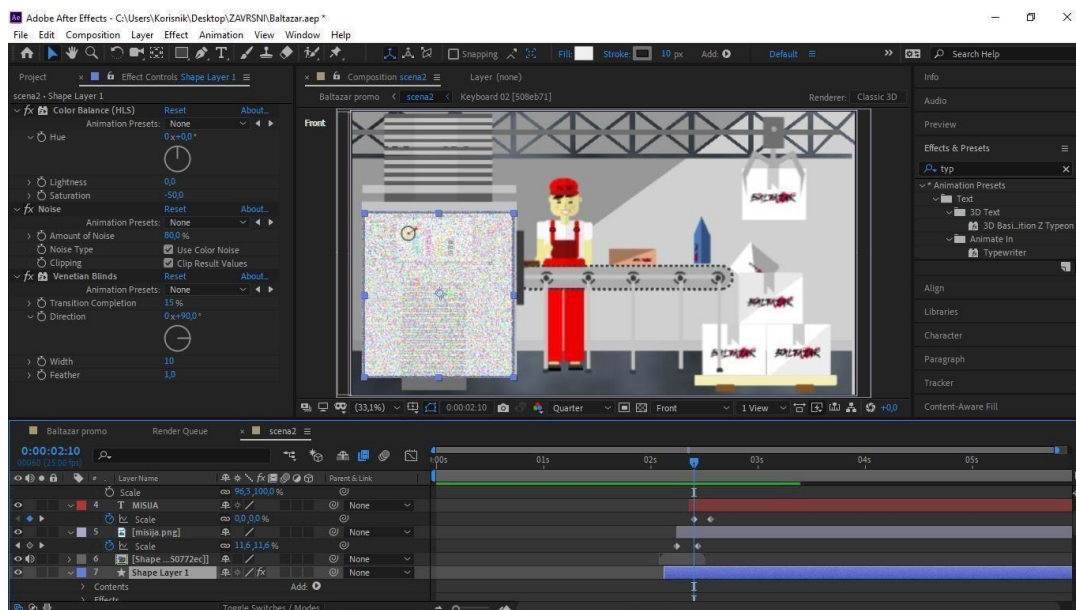 Adobe After Effects - C:\Users\Korisnik\Desktop\ZAVRSNI\Baltazar.aep *
File Edit Composition Layer Effect Animation View Window Help
Snapping Fill: Stroke: 10 px Add: Default Search Help
Project Effect Controls Shape Layer 1
Composition scena2 Layer (none)
Info
scena2 • Shape Layer 1
Baltazar promo scena2 Keyboard 02 [508eb71] Renderer: Classic 3D
Audio
fx Color Balance (HLS) Reset About...
Animation Presets: None
Front
Preview
Hue 0x+0,0°
Effects & Presets
typ
Lightness 0,0
Saturation -50,0
* Animation Presets
Text
3D Text
3D Basi...ition Z Typeon
Animate In
Typewriter
fx Noise Reset About...
Animation Presets: None
Amount of Noise 80,0 %
Noise Type Use Color Noise
Clipping Clip Result Values
fx Venetian Blinds Reset About...
Animation Presets: None
Transition Completion 15 %
Direction 0x+90,0°
Width 10
Feather 1,0
BALTAZAR
BALTAZAR
BALTAZAR BALTAZAR
Align
Libraries
Character
Paragraph
Tracker
Content-Aware Fill
(33,1%) 0:00:02:10 Quarter Front 1 View +0,0
Baltazar promo Render Queue scena2
0:00:02:10
00060 (25.00 fps)
:00s 01s 02s 03s 04s 05s
# Layer Name fx Parent & Link
Scale 96,3,100,0 %
4 T MISIJA None
Scale 0,0,0,0 %
5 [misija.png] None
Scale 11,6,11,6 %
6 [Shape ...50772ec]] None
7 Shape Layer 1 fx None
Contents Add:
Effects
Toggle Switches / Modes